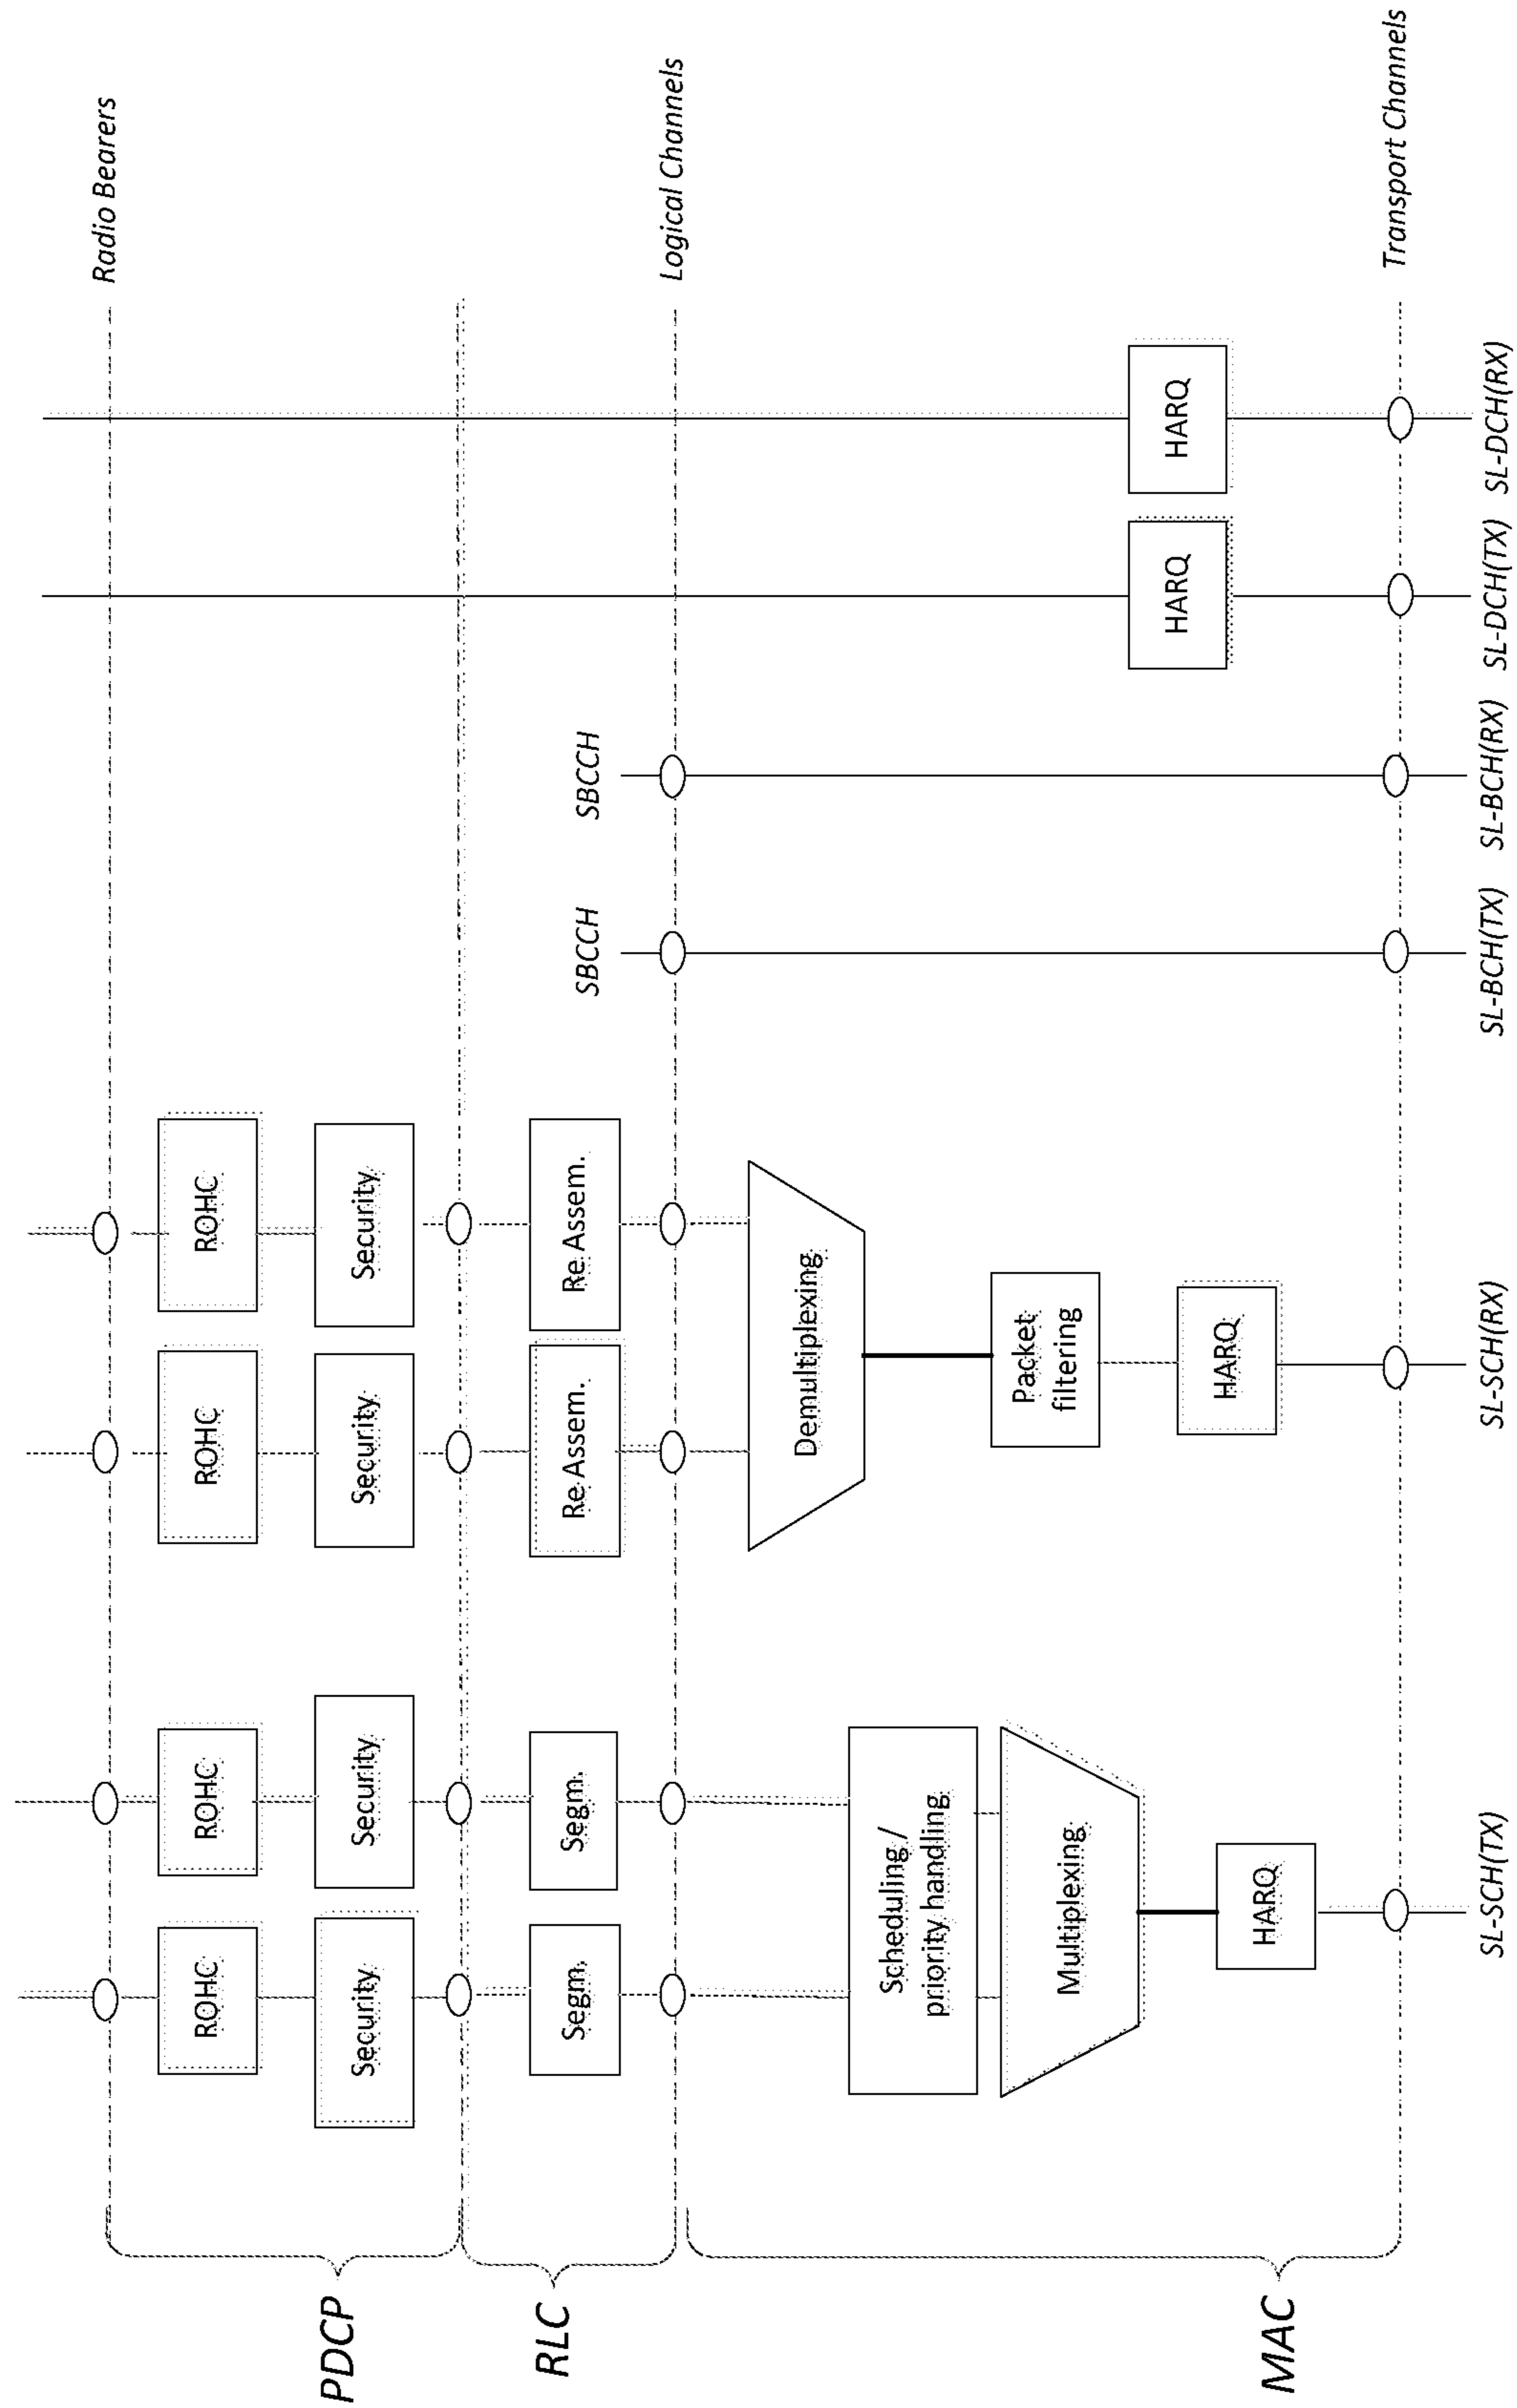 Radio Bearers
PDCP
ROHC
ROHC
ROHC
ROHC
Security
Security
Security
Security
RLC
Segm.
Segm.
Re Assem.
Re Assem.
SBCCH
SBCCH
Logical Channels
MAC
Scheduling /
priority handling
Multiplexing
HARQ
Demultiplexing
Packet
filtering
HARQ
HARQ
HARQ
Transport Channels
SL-SCH(TX)
SL-SCH(RX)
SL-BCH(TX)
SL-BCH(RX)
SL-DCH(TX)
SL-DCH(RX)